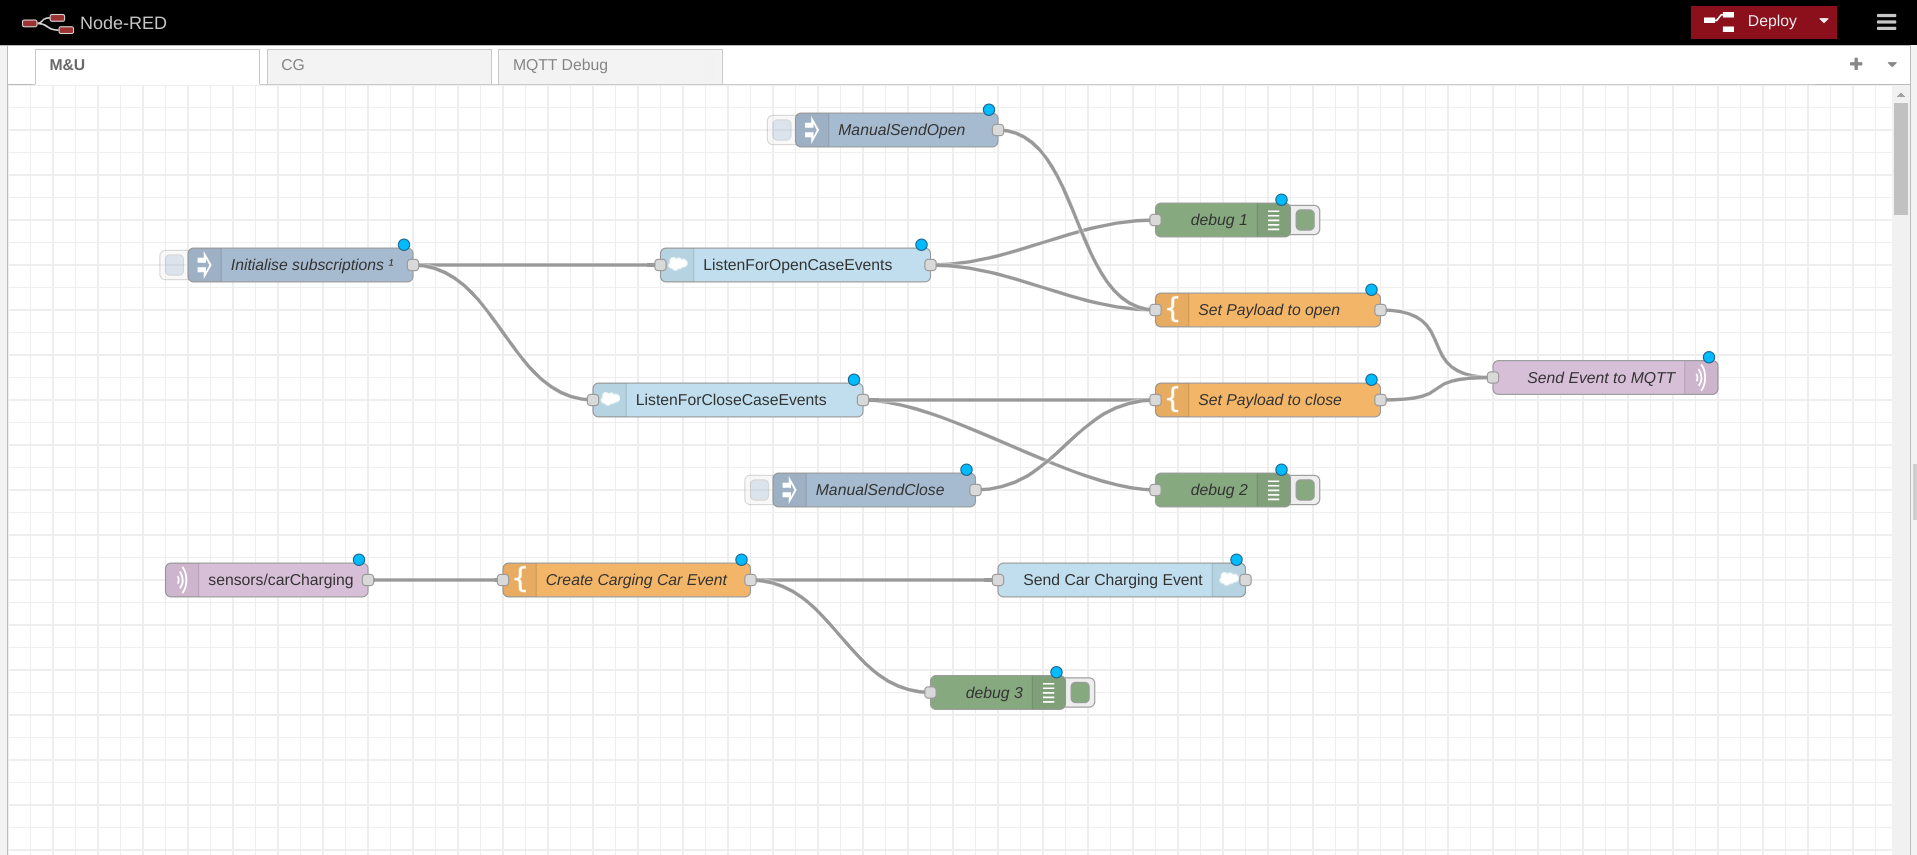 Node-RED
Deploy
M&U
CG
MQTT Debug
ManualSendOpen
debug 1
Initialise subscriptions ¹
ListenForOpenCaseEvents
Set Payload to open
Send Event to MQTT
ListenForCloseCaseEvents
Set Payload to close
ManualSendClose
debug 2
sensors/carCharging
Create Carging Car Event
Send Car Charging Event
debug 3